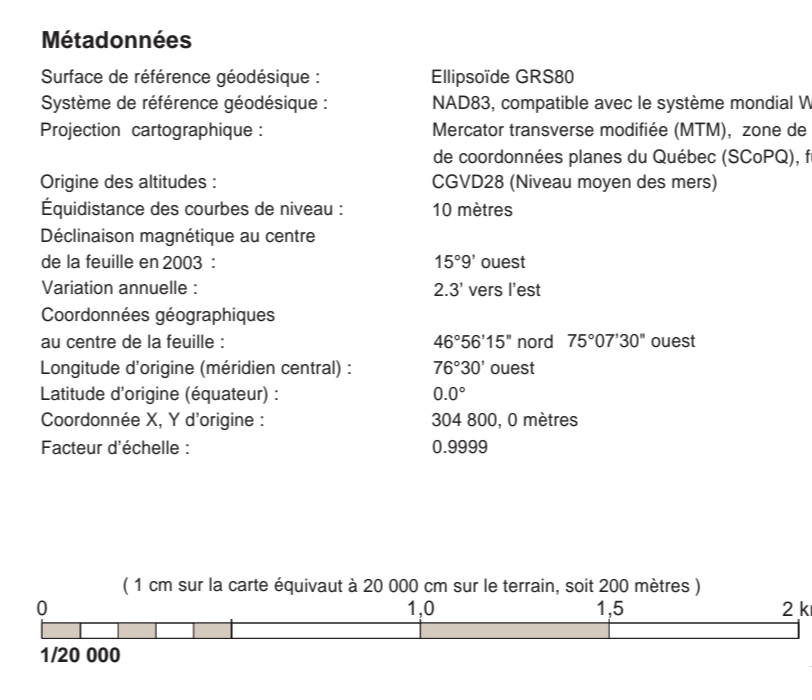 Métadonnées
Surface de référence géodésique : Ellipsoïde GRS80
Système de référence géodésique : NAD83, compatible avec le système mondial
Projection cartographique : Mercator transverse modifiée (MTM), zone de
de coordonnées planes du Québec (SCoPQ),
Origine des altitudes : CGVD28 (Niveau moyen des mers)
Équidistance des courbes de niveau : 10 mètres
Déclinaison magnétique au centre
de la feuille en 2003 : 15°9' ouest
Variation annuelle : 2.3' vers l'est
Coordonnées géographiques
au centre de la feuille : 46°56'15" nord 75°07'30" ouest
Longitude d'origine (méridien central) : 76°30' ouest
Latitude d'origine (équateur) : 0.0°
Coordonnée X, Y d'origine : 304 800, 0 mètres
Facteur d'échelle : 0.9999
( 1 cm sur la carte équivaut à 20 000 cm sur le terrain, soit 200 mètres )
0 1,0 1,5 2
1/20 000